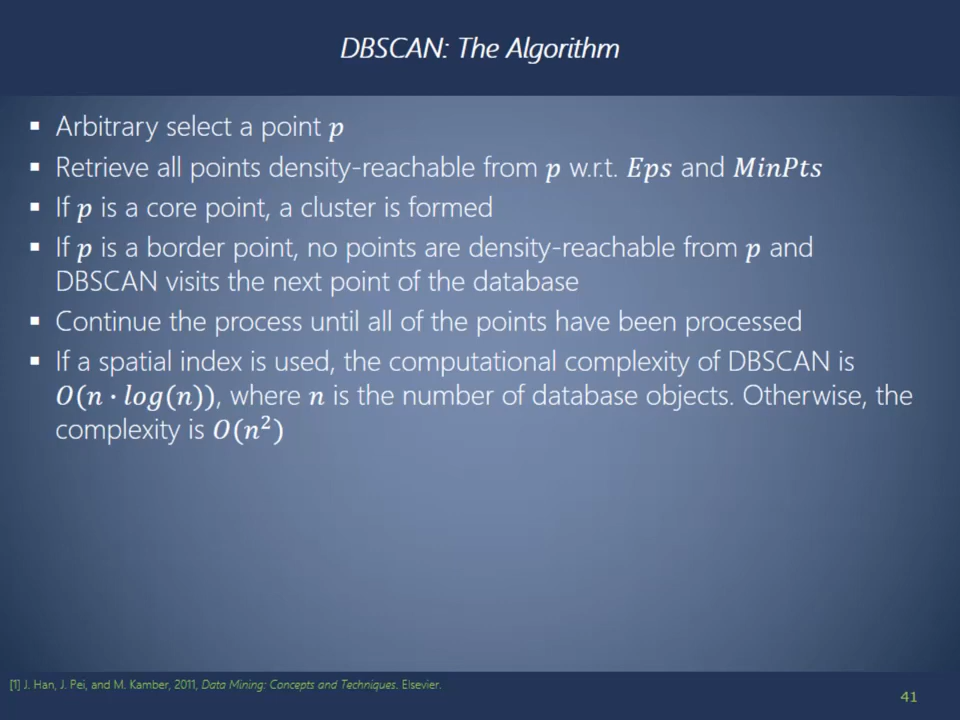 DBSCAN: The Algorithm
▪ Arbitrary select a point p
▪ Retrieve all points density-reachable from p w.r.t. Eps and MinPts
▪ If p is a core point, a cluster is formed
▪ If p is a border point, no points are density-reachable from p and
DBSCAN visits the next point of the database
▪ Continue the process until all of the points have been processed
▪ If a spatial index is used, the computational complexity of DBSCAN is
O(n · log(n)), where n is the number of database objects. Otherwise, the
complexity is O(n²)
[1] J. Han, J. Pei, and M. Kamber, 2011, Data Mining: Concepts and Techniques. Elsevier.
41